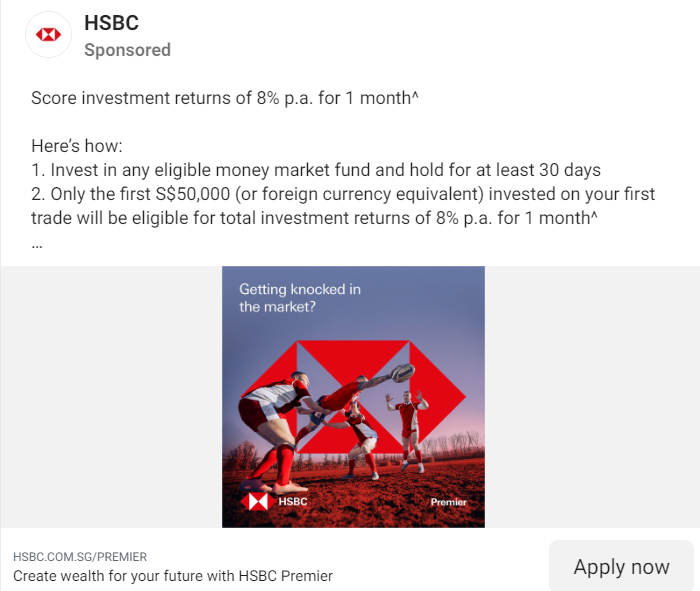 HSBC
Sponsored
Score investment returns of 8% p.a. for 1 month^
Here's how:
1. Invest in any eligible money market fund and hold for at least 30 days
2. Only the first S$50,000 (or foreign currency equivalent) invested on your first
trade will be eligible for total investment returns of 8% p.a. for 1 month^
...
Getting knocked in
the market?
HSBC
Premier
HSBC.COM.SG/PREMIER
Create wealth for your future with HSBC Premier
Apply now